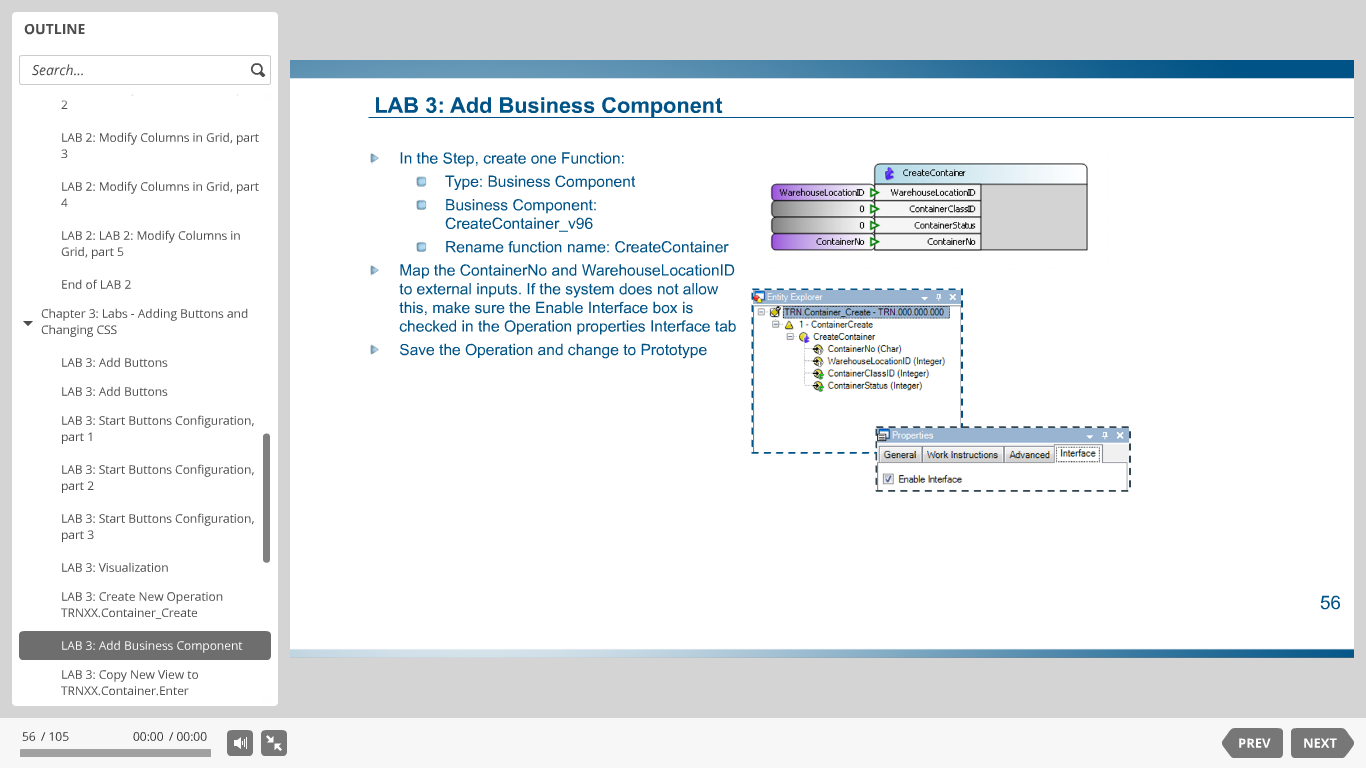 OUTLINE
Search...
2
LAB 2: Modify Columns in Grid, part
3
LAB 2: Modify Columns in Grid, part
4
LAB 2: LAB 2: Modify Columns in
Grid, part 5
End of LAB 2
Chapter 3: Labs - Adding Buttons and
Changing CSS
LAB 3: Add Buttons
LAB 3: Add Buttons
LAB 3: Start Buttons Configuration,
part 1
LAB 3: Start Buttons Configuration,
part 2
LAB 3: Start Buttons Configuration,
part 3
LAB 3: Visualization
LAB 3: Create New Operation
TRNXX.Container_Create
LAB 3: Add Business Component
LAB 3: Copy New View to
TRNXX.Container.Enter
LAB 3: Add Business Component
In the Step, create one Function:
Type: Business Component
Business Component:
CreateContainer_v96
Rename function name: CreateContainer
Map the ContainerNo and WarehouseLocationID
to external inputs. If the system does not allow
this, make sure the Enable Interface box is
checked in the Operation properties Interface tab
Save the Operation and change to Prototype
CreateContainer
WarehouseLocationID WarehouseLocationID
0 ContainerClassID
0 ContainerStatus
ContainerNo ContainerNo
Entity Explorer
TRN.Container_Create - TRN.000.000.000
1 - ContainerCreate
CreateContainer
ContainerNo (Char)
WarehouseLocationID (Integer)
ContainerClassID (Integer)
ContainerStatus (Integer)
Properties
General Work Instructions Advanced Interface
Enable Interface
56
56 / 105 00:00 / 00:00
PREV NEXT